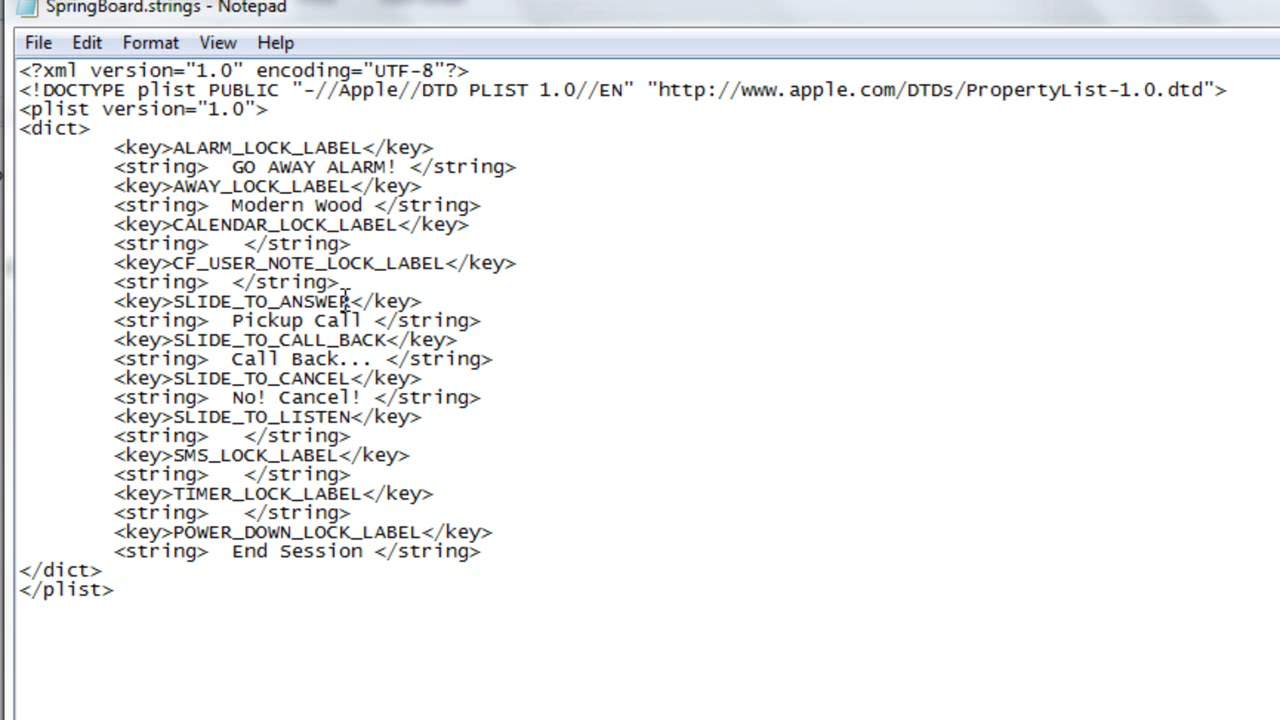 SpringBoard.strings - Notepad
File Edit Format View Help
<?xml version="1.0" encoding="UTF-8"?>
<!DOCTYPE plist PUBLIC "-//Apple//DTD PLIST 1.0//EN" "http://www.apple.com/DTDs/PropertyList-1.0.dtd">
<plist version="1.0">
<dict>
<key>ALARM_LOCK_LABEL</key>
<string>  GO AWAY ALARM! </string>
<key>AWAY_LOCK_LABEL</key>
<string>  Modern Wood </string>
<key>CALENDAR_LOCK_LABEL</key>
<string>   </string>
<key>CF_USER_NOTE_LOCK_LABEL</key>
<string>  </string>
<key>SLIDE_TO_ANSWER</key>
<string>  Pickup Call </string>
<key>SLIDE_TO_CALL_BACK</key>
<string>  Call Back... </string>
<key>SLIDE_TO_CANCEL</key>
<string>  No! Cancel! </string>
<key>SLIDE_TO_LISTEN</key>
<string>   </string>
<key>SMS_LOCK_LABEL</key>
<string>   </string>
<key>TIMER_LOCK_LABEL</key>
<string>   </string>
<key>POWER_DOWN_LOCK_LABEL</key>
<string>  End Session </string>
</dict>
</plist>